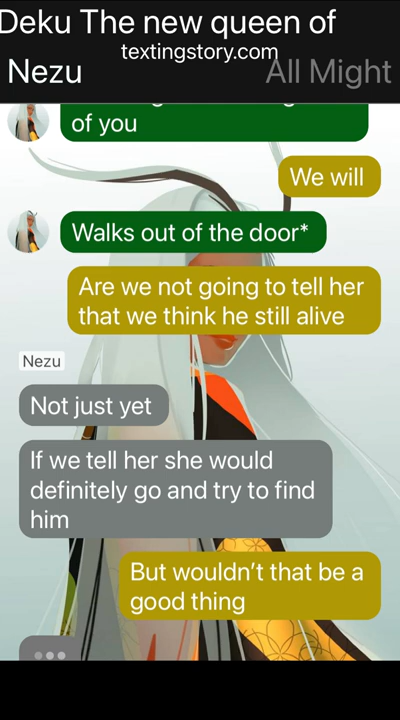 Deku The new queen of
textingstory.com
Nezu
All Might
of you
We will
Walks out of the door*
Are we not going to tell her
that we think he still alive
Nezu
Not just yet
If we tell her she would
definitely go and try to find
him
But wouldn't that be a
good thing